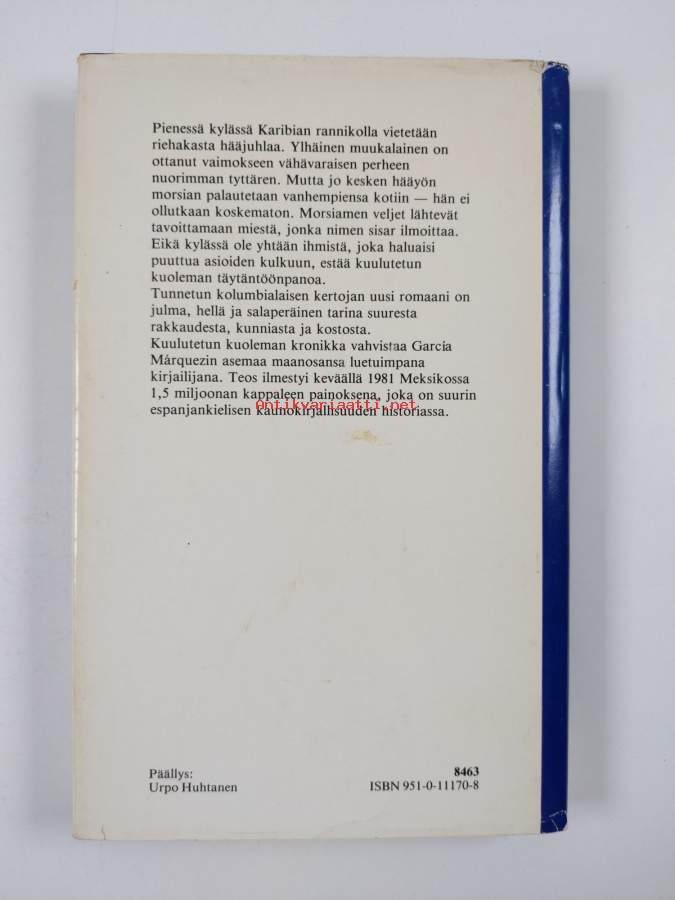 Pienessä kylässä Karibian rannikolla vietetään
riehakasta hääjuhlaa. Ylhäinen muukalainen on
ottanut vaimokseen vähävaraisen perheen
nuorimman tyttären. Mutta jo kesken hääyön
morsian palautetaan vanhempiensa kotiin — hän ei
ollutkaan koskematon. Morsiamen veljet lähtevät
tavoittamaan miestä, jonka nimen sisar ilmoittaa.
Eikä kylässä ole yhtään ihmistä, joka haluaisi
puuttua asioiden kulkuun, estää kuulutetun
kuoleman täytäntöönpanoa.
Tunnetun kolumbialaisen kertojan uusi romaani on
julma, hellä ja salaperäinen tarina suuresta
rakkaudesta, kunniasta ja kostosta.
Kuulutetun kuoleman kronikka vahvistaa García
Márquezin asemaa maanosansa luetuimpana
kirjailijana. Teos ilmestyi keväällä 1981 Meksikossa
1,5 miljoonan kappaleen painoksena, joka on suurin
Antikvariaatti.net
espanjankielisen kaunokirjallisuuden historiassa.
Päällys:
Urpo Huhtanen
8463
ISBN 951-0-11170-8